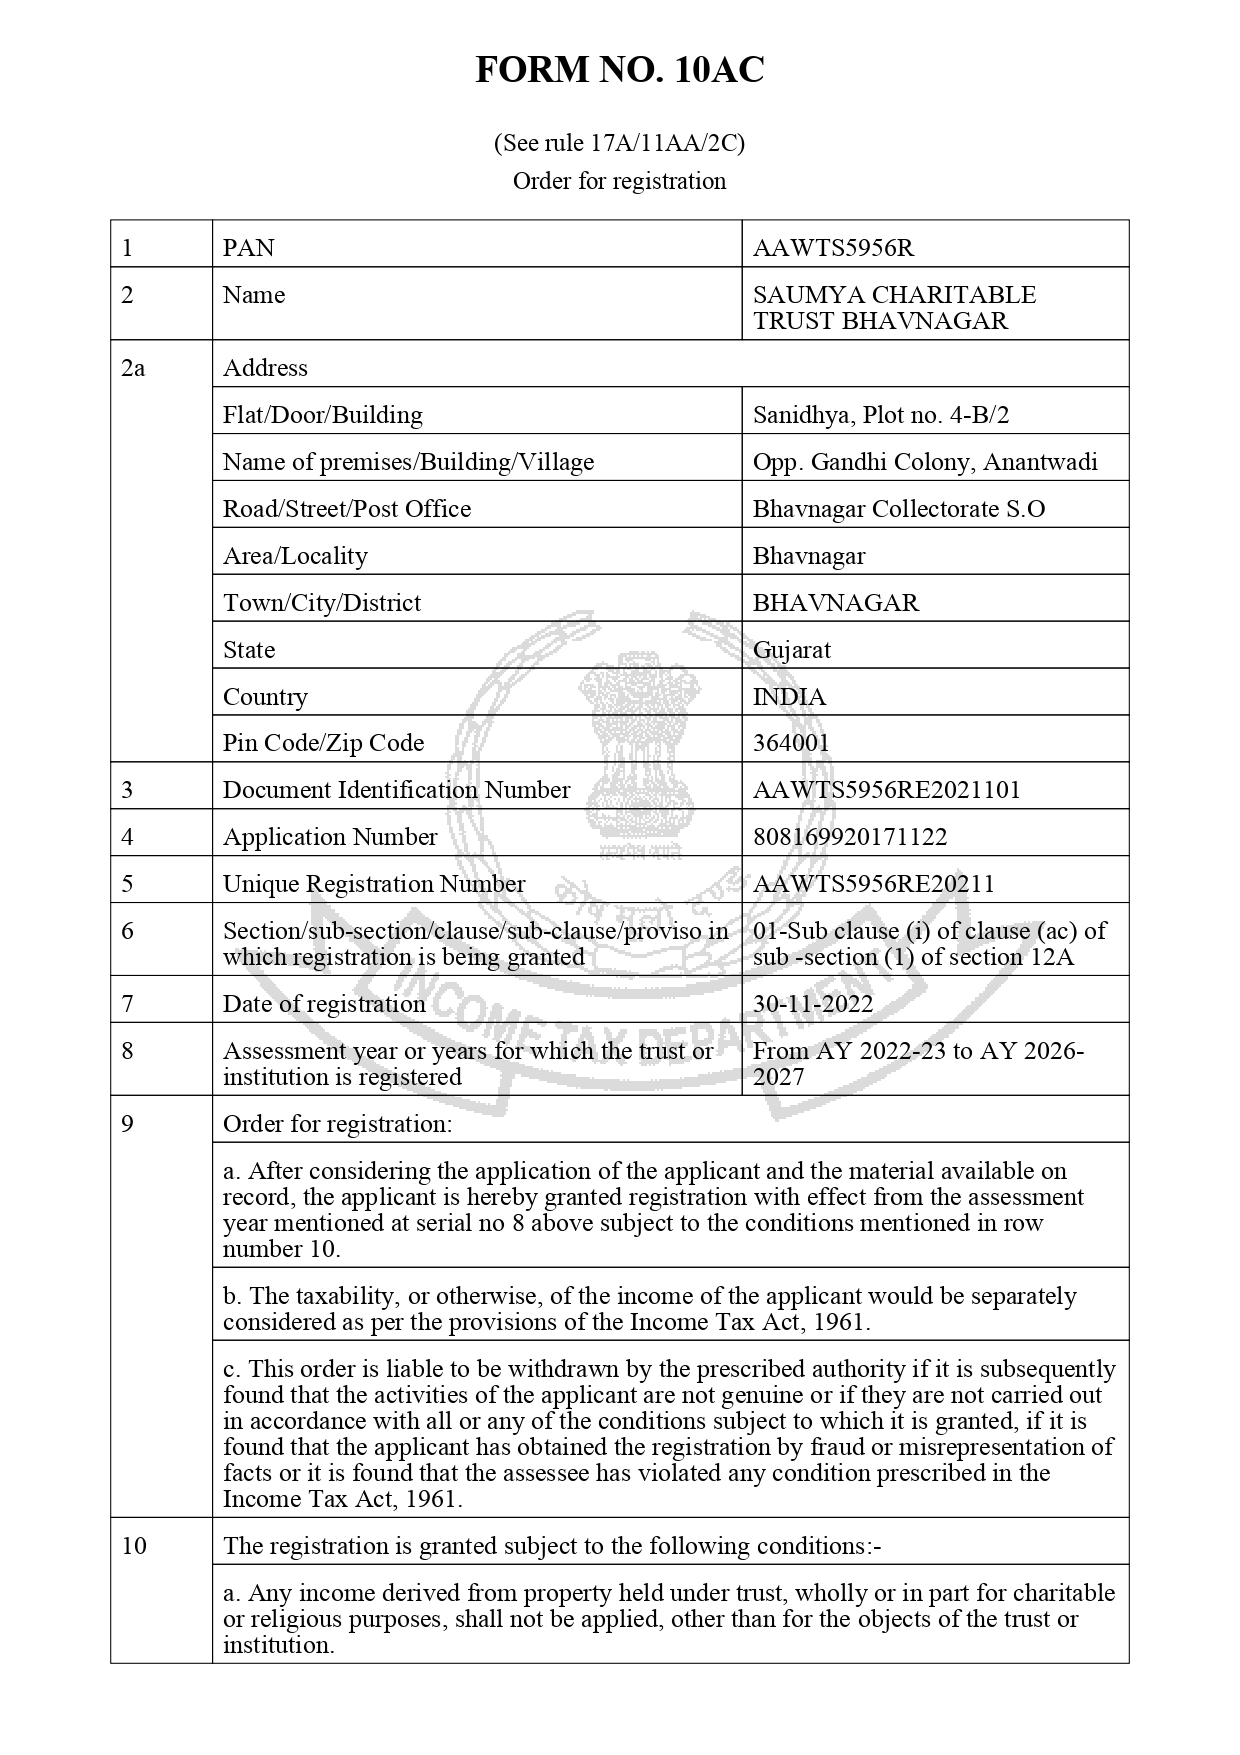 FORM NO. 10AC
(See rule 17A/11AA/2C)
Order for registration
1 PAN AAWTS5956R
2 Name SAUMYA CHARITABLE
TRUST BHAVNAGAR
2a Address
Flat/Door/Building Sanidhya, Plot no. 4-B/2
Name of premises/Building/Village Opp. Gandhi Colony, Anantwadi
Road/Street/Post Office Bhavnagar Collectorate S.O
Area/Locality Bhavnagar
Town/City/District BHAVNAGAR
State Gujarat
Country INDIA
Pin Code/Zip Code 364001
3 Document Identification Number AAWTS5956RE2021101
4 Application Number 808169920171122
सत्यमेव जयते
5 Unique Registration Number AAWTS5956RE20211
कोष मूलो दण्ड
6 Section/sub-section/clause/sub-clause/proviso in 01-Sub clause (i) of clause (ac) of
which registration is being granted sub -section (1) of section 12A
7 Date of registration 30-11-2022
INCOME TAX DEPARTMENT
8 Assessment year or years for which the trust or From AY 2022-23 to AY 2026-
institution is registered 2027
9 Order for registration:
a. After considering the application of the applicant and the material available on
record, the applicant is hereby granted registration with effect from the assessment
year mentioned at serial no 8 above subject to the conditions mentioned in row
number 10.
b. The taxability, or otherwise, of the income of the applicant would be separately
considered as per the provisions of the Income Tax Act, 1961.
c. This order is liable to be withdrawn by the prescribed authority if it is subsequently
found that the activities of the applicant are not genuine or if they are not carried out
in accordance with all or any of the conditions subject to which it is granted, if it is
found that the applicant has obtained the registration by fraud or misrepresentation of
facts or it is found that the assessee has violated any condition prescribed in the
Income Tax Act, 1961.
10 The registration is granted subject to the following conditions:-
a. Any income derived from property held under trust, wholly or in part for charitable
or religious purposes, shall not be applied, other than for the objects of the trust or
institution.